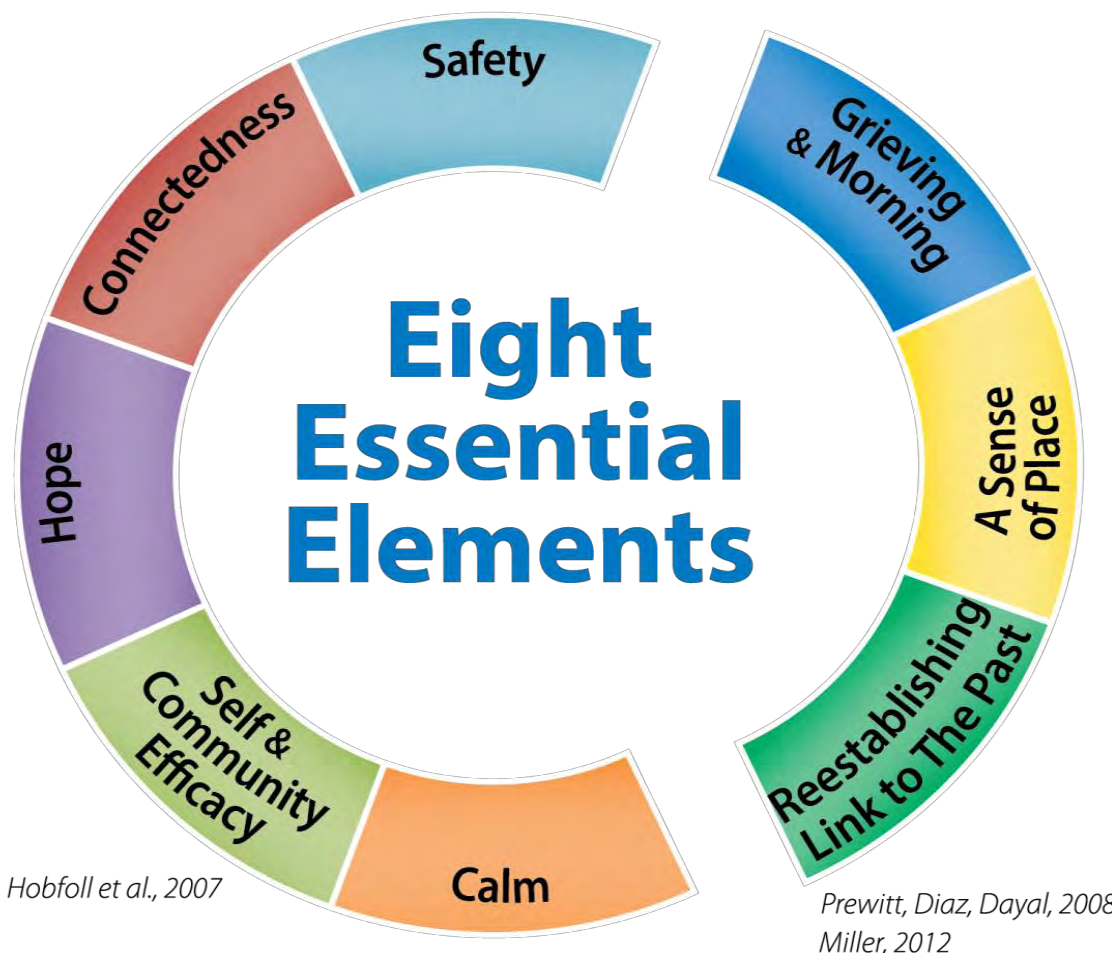 Safety
Connectedness
Hope
Self &
Community
Efficacy
Calm
Grieving
& Morning
A Sense
of Place
Reestablishing
Link to The Past
Eight
Essential
Elements
Hobfoll et al., 2007
Prewitt, Diaz, Dayal, 2008
Miller, 2012